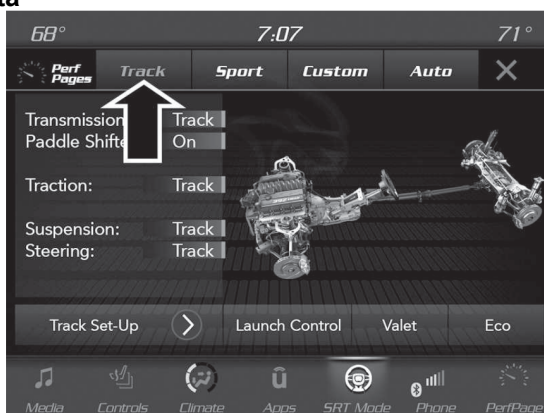 ta
68° 7:07 71°
Perf Pages Track Sport Custom Auto
Transmission Track
Paddle Shifte On
Traction: Track
Suspension: Track
Steering: Track
Track Set-Up Launch Control Valet Eco
Media Controls Climate Apps SRT Mode Phone PerfPage